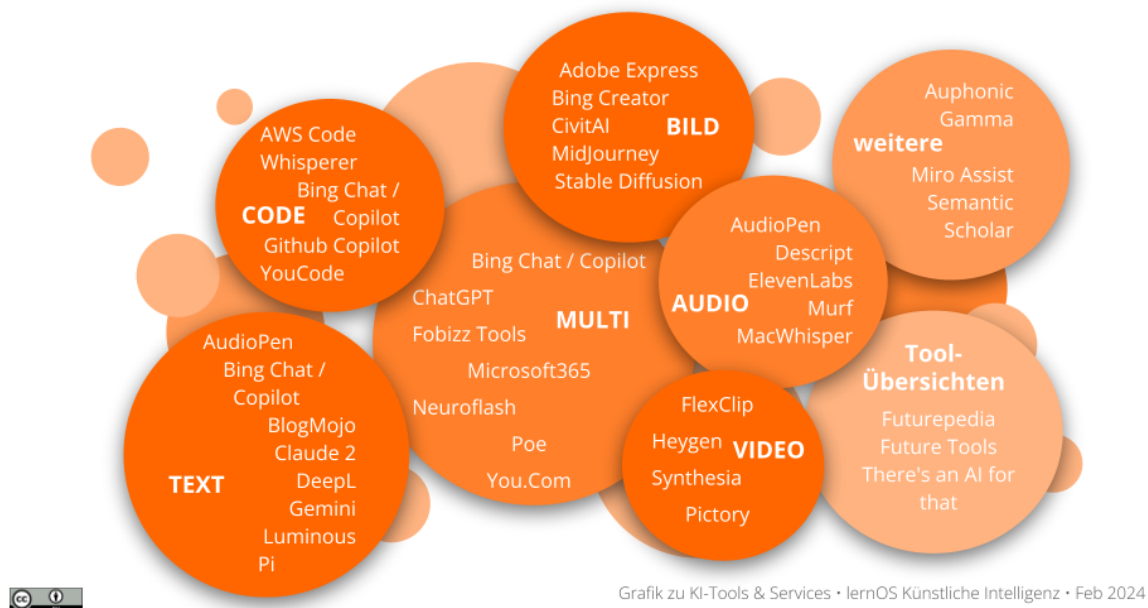 AWS Code
Whisperer
Bing Chat /
Copilot
Github Copilot
YouCode
CODE
Adobe Express
Bing Creator
CivitAI
MidJourney
Stable Diffusion
BILD
Auphonic
Gamma
weitere
Miro Assist
Semantic
Scholar
Bing Chat / Copilot
ChatGPT
Fobizz Tools
Microsoft365
Neuroflash
Poe
You.Com
MULTI
AudioPen
Descript
ElevenLabs
Murf
MacWhisper
AUDIO
AudioPen
Bing Chat /
Copilot
BlogMojo
Claude 2
DeepL
Gemini
Luminous
Pi
TEXT
FlexClip
Heygen
Synthesia
Pictory
VIDEO
Tool-
Übersichten
Futurepedia
Future Tools
There's an AI for
that
cc
Grafik zu KI-Tools & Services • lernOS Künstliche Intelligenz • Feb 2024